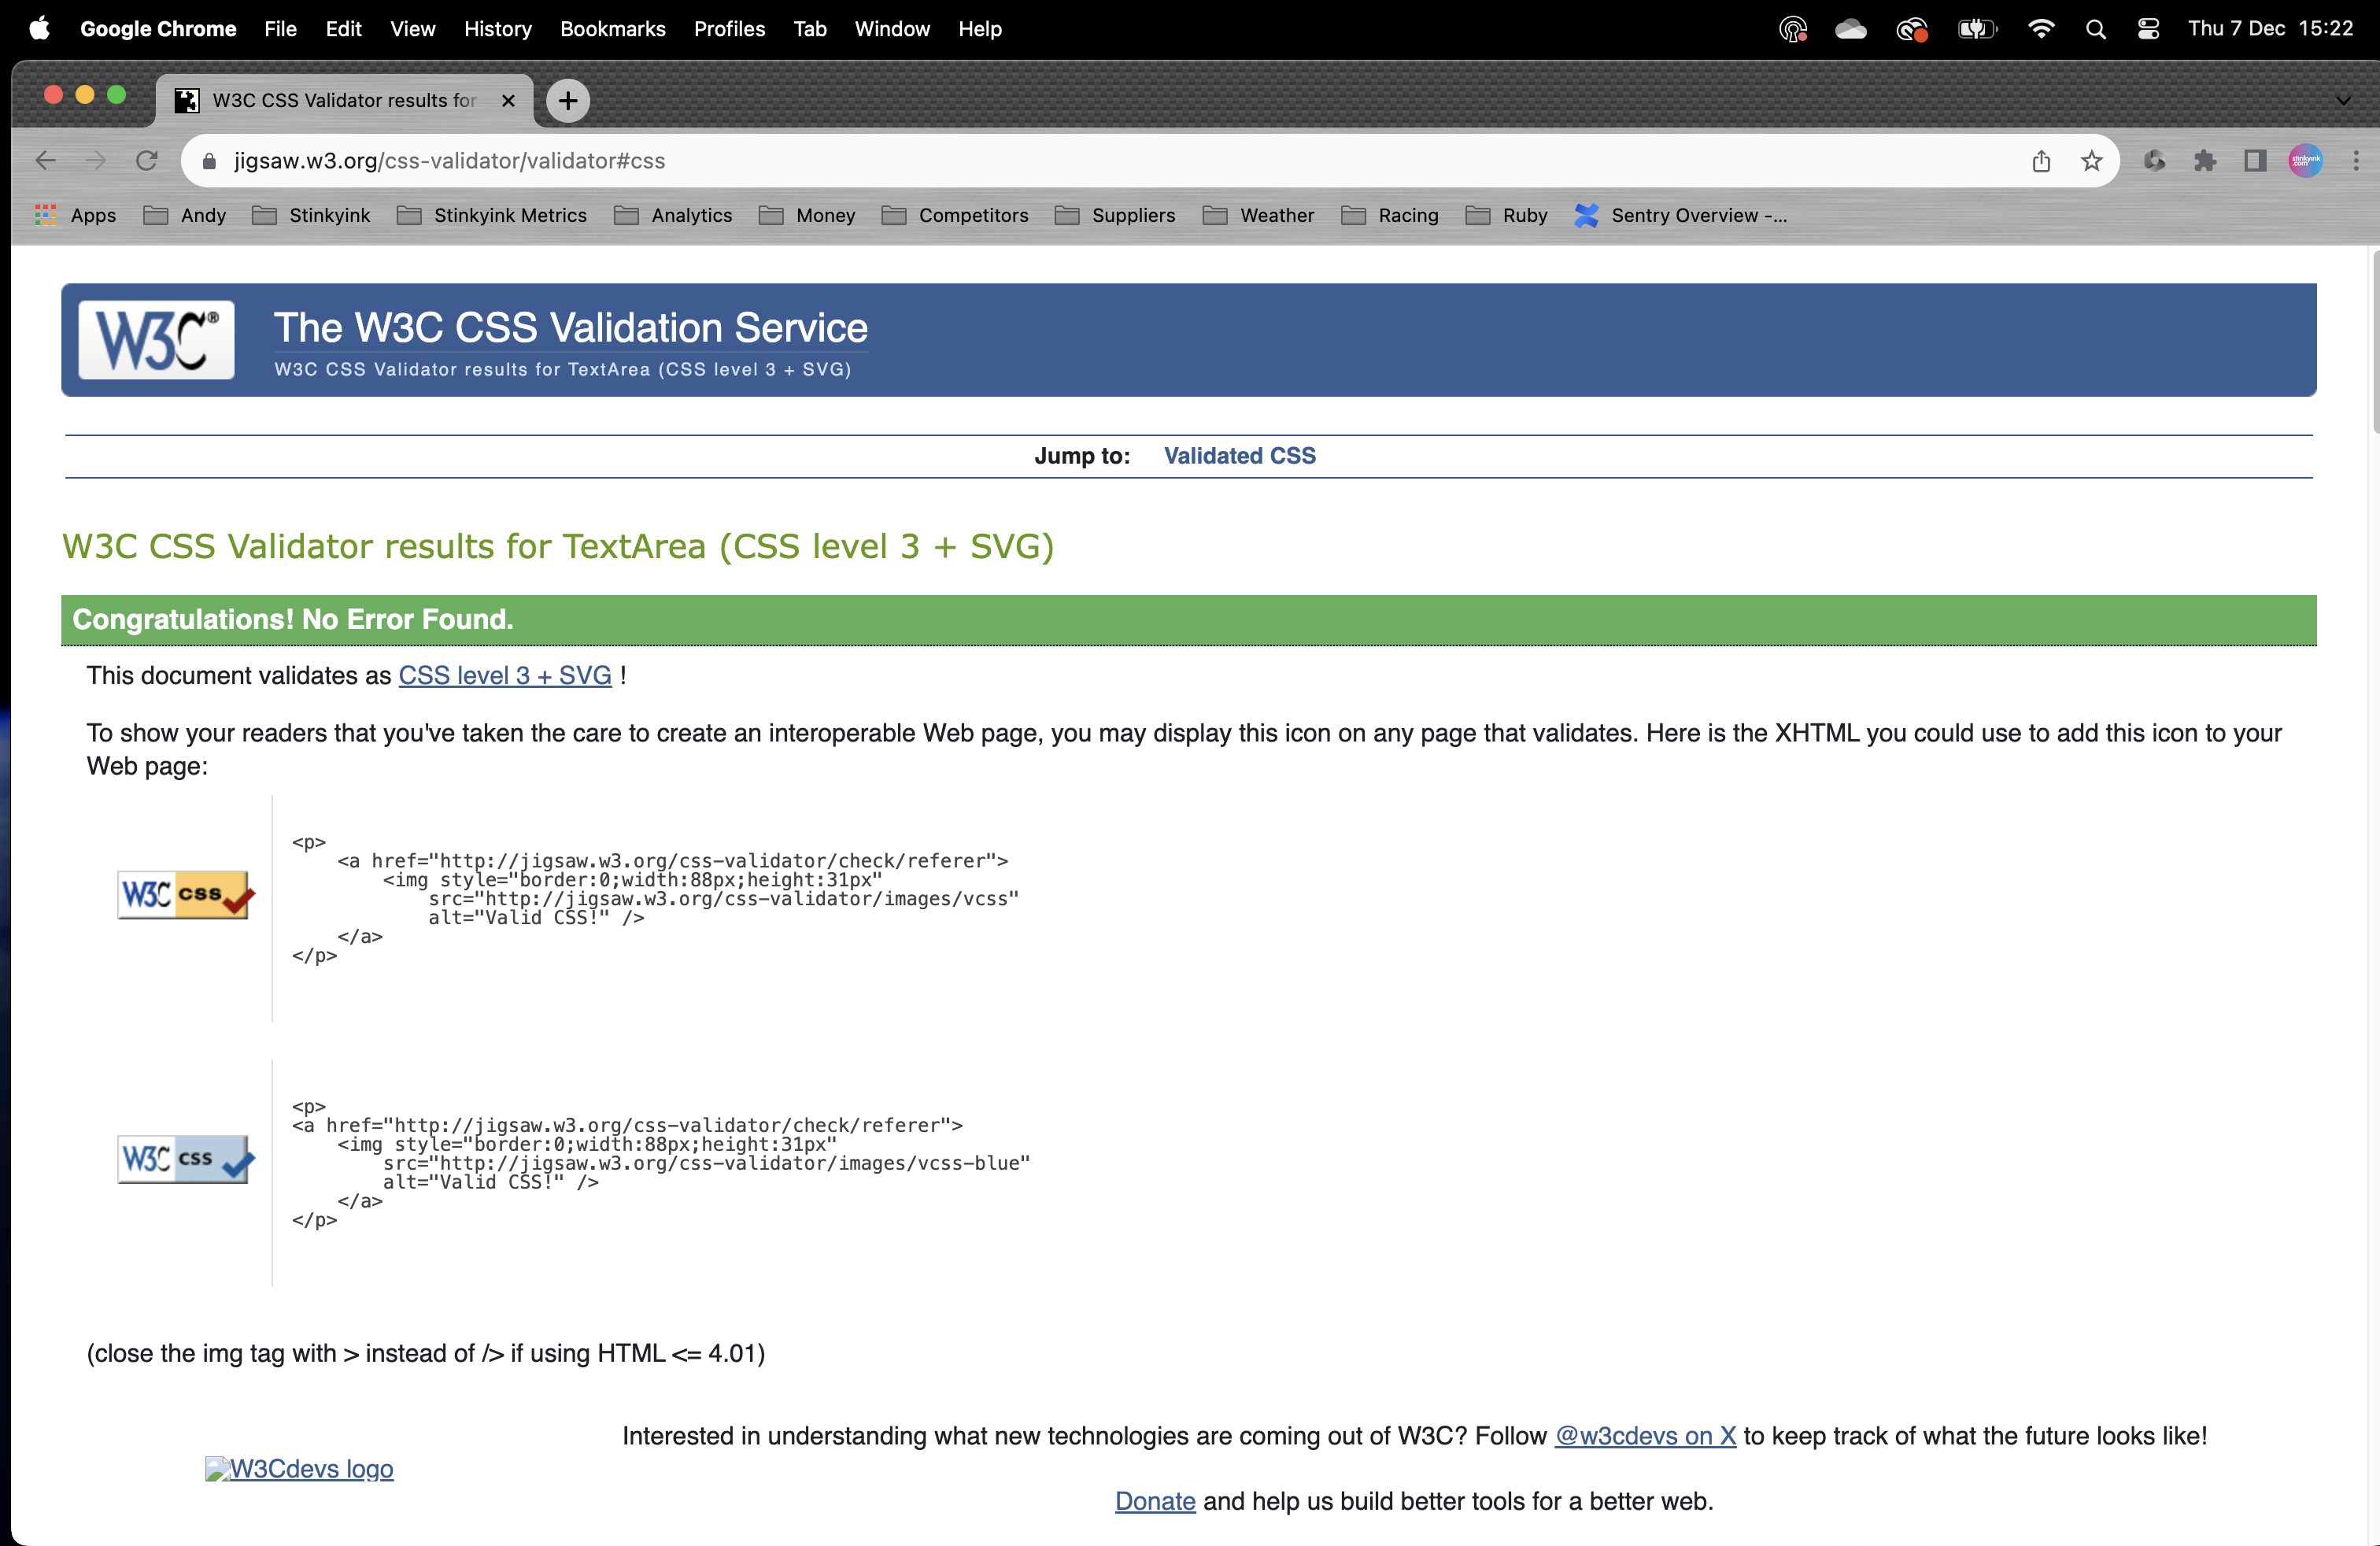 Google Chrome File Edit View History Bookmarks Profiles Tab Window Help Thu 7 Dec 15:22
W3C CSS Validator results for
jigsaw.w3.org/css-validator/validator#css
Apps Andy Stinkyink Stinkyink Metrics Analytics Money Competitors Suppliers Weather Racing Ruby Sentry Overview -...
W3C®
The W3C CSS Validation Service
W3C CSS Validator results for TextArea (CSS level 3 + SVG)
Jump to: Validated CSS
W3C CSS Validator results for TextArea (CSS level 3 + SVG)
Congratulations! No Error Found.
This document validates as CSS level 3 + SVG !
To show your readers that you've taken the care to create an interoperable Web page, you may display this icon on any page that validates. Here is the XHTML you could use to add this icon to your
Web page:
W3C css
<p>
<a href="http://jigsaw.w3.org/css-validator/check/referer">
<img style="border:0;width:88px;height:31px"
src="http://jigsaw.w3.org/css-validator/images/vcss"
alt="Valid CSS!" />
</a>
</p>
W3C css
<p>
<a href="http://jigsaw.w3.org/css-validator/check/referer">
<img style="border:0;width:88px;height:31px"
src="http://jigsaw.w3.org/css-validator/images/vcss-blue"
alt="Valid CSS!" />
</a>
</p>
(close the img tag with > instead of /> if using HTML <= 4.01)
W3Cdevs logo
Interested in understanding what new technologies are coming out of W3C? Follow @w3cdevs on X to keep track of what the future looks like!
Donate and help us build better tools for a better web.